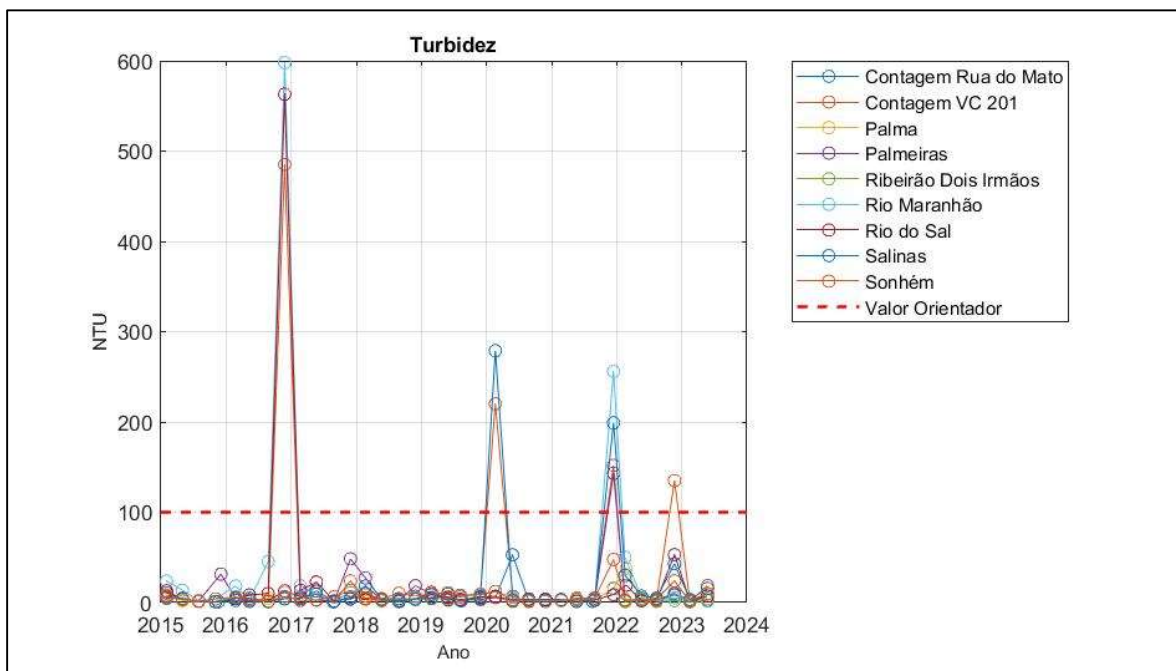 Turbidez
600
500
400
300
200
100
0
NTU
2015 2016 2017 2018 2019 2020 2021 2022 2023 2024
Ano
Contagem Rua do Mato
Contagem VC 201
Palma
Palmeiras
Ribeirão Dois Irmãos
Rio Maranhão
Rio do Sal
Salinas
Sonhém
Valor Orientador